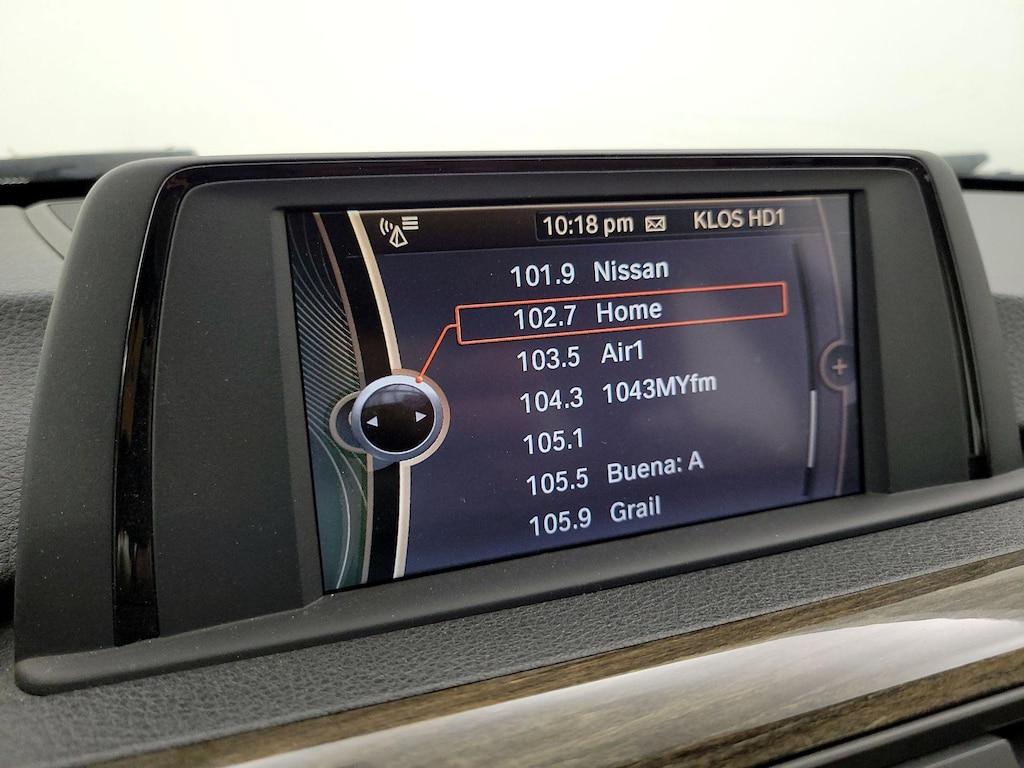 10:18 pm KLOS HD1
101.9 Nissan
102.7 Home
103.5 Air1
104.3 1043MYfm
105.1
105.5 Buena: A
105.9 Grail